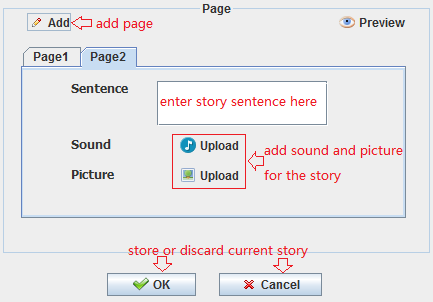 Page
Add
add page
Preview
Page1
Page2
Sentence
enter story sentence here
Sound
Upload
add sound and picture
Picture
Upload
for the story
store or discard current story
OK
Cancel